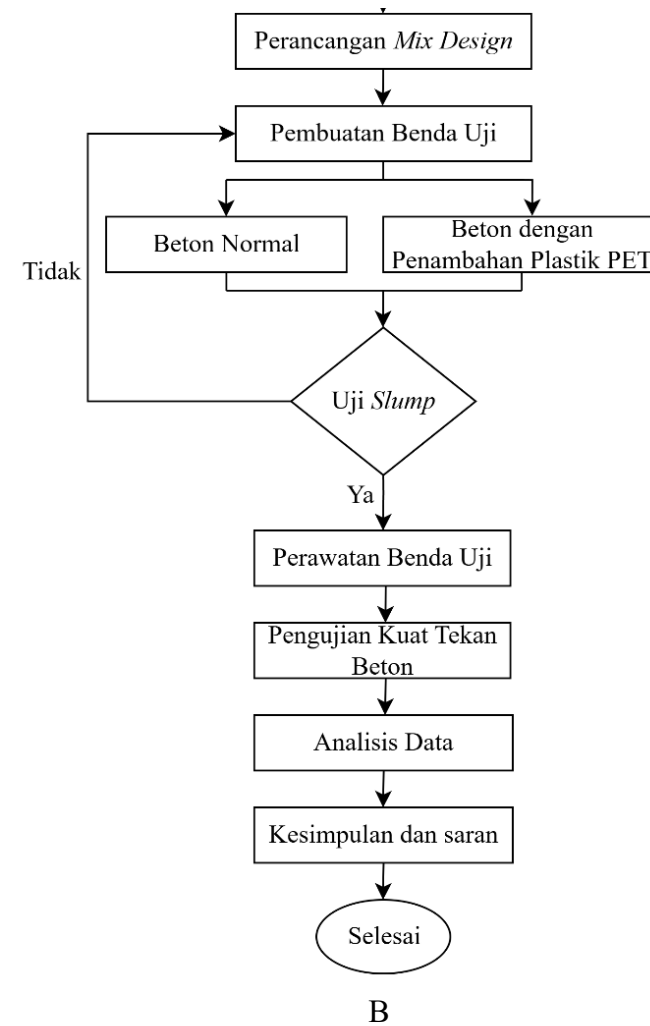 Perancangan Mix Design
Pembuatan Benda Uji
Beton Normal
Beton dengan
Penambahan Plastik PET
Tidak
Uji Slump
Ya
Perawatan Benda Uji
Pengujian Kuat Tekan
Beton
Analisis Data
Kesimpulan dan saran
Selesai
B